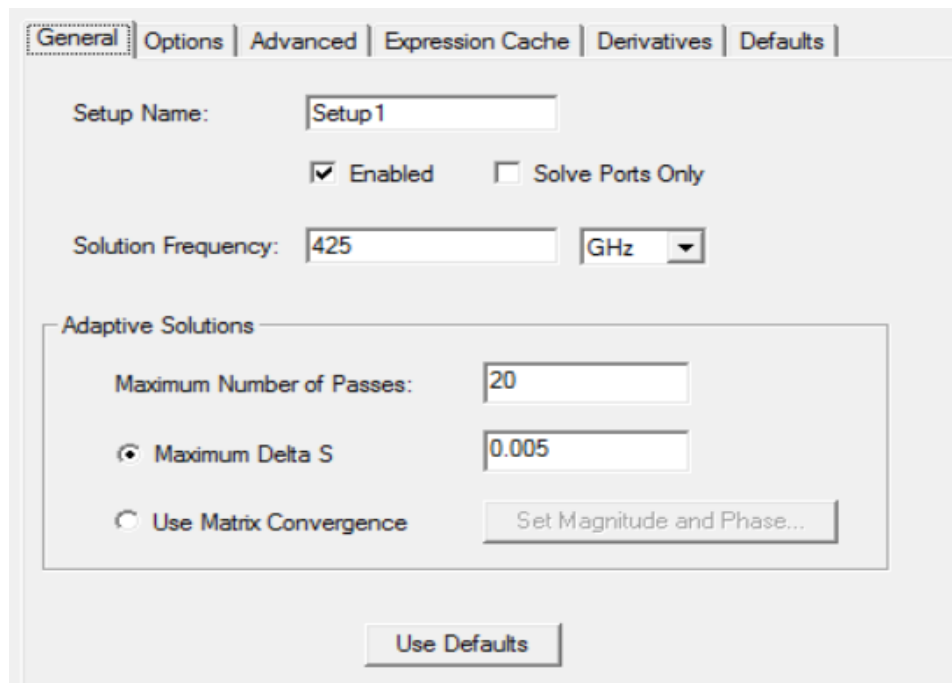 General Options Advanced Expression Cache Derivatives Defaults
Setup Name: Setup1
Enabled Solve Ports Only
Solution Frequency: 425 GHz
Adaptive Solutions
Maximum Number of Passes: 20
Maximum Delta S 0.005
Use Matrix Convergence Set Magnitude and Phase...
Use Defaults